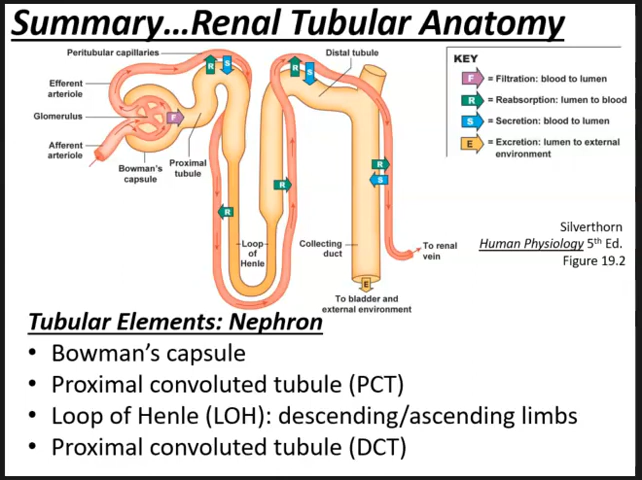 Summary...Renal Tubular Anatomy
Peritubular capillaries
Distal tubule
Efferent
arteriole
Glomerulus
Afferent
arteriole
Bowman's
capsule
Proximal
tubule
R
S
R
S
F
R
R
R
S
Loop
of
Henle
Collecting
duct
To renal
vein
E
To bladder and
external environment
KEY
F = Filtration: blood to lumen
R = Reabsorption: lumen to blood
S = Secretion: blood to lumen
E = Excretion: lumen to external
environment
Silverthorn
Human Physiology 5th Ed.
Figure 19.2
Tubular Elements: Nephron
• Bowman's capsule
• Proximal convoluted tubule (PCT)
• Loop of Henle (LOH): descending/ascending limbs
• Proximal convoluted tubule (DCT)